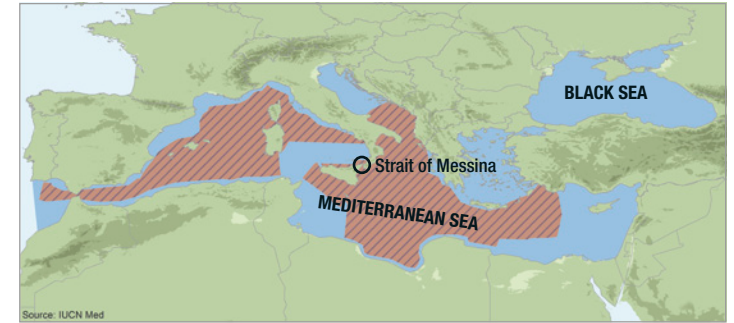 BLACK SEA
Strait of Messina
MEDITERRANEAN SEA
Source: IUCN Med